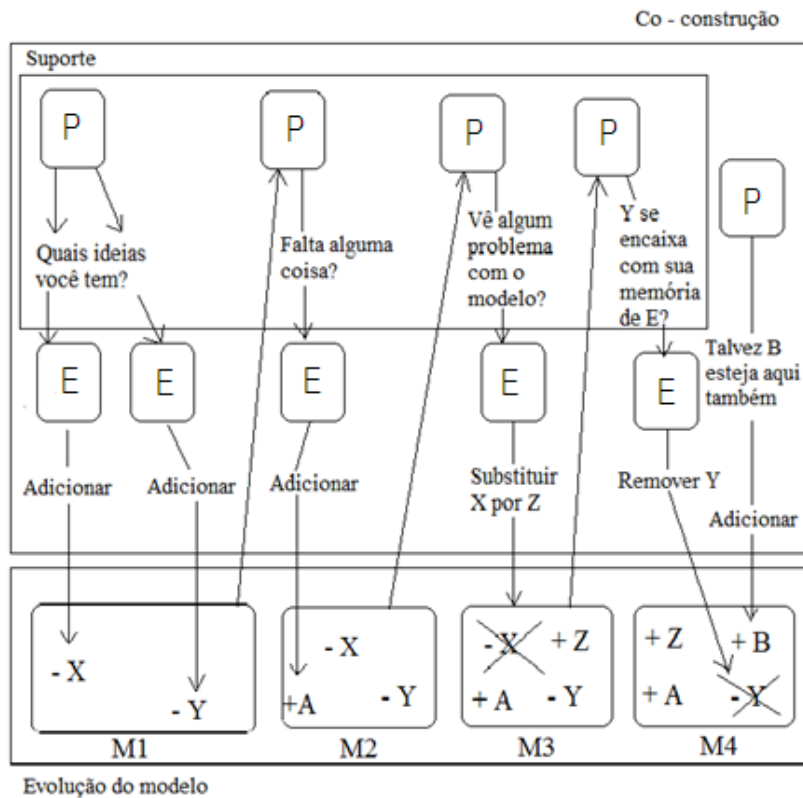 Co - construção
Suporte
P
P
P
P
P
Quais ideias
você tem?
Falta alguma
coisa?
Vê algum
problema
com o
modelo?
Y se
encaixa
com sua
memória
de E?
Talvez B
esteja aqui
também
E
E
E
E
E
Adicionar
Adicionar
Adicionar
Substituir
X por Z
Remover Y
Adicionar
- X
- Y
- X
+A
- Y
- X
+ Z
+ A
- Y
+ Z
+ B
+ A
- Y
M1
M2
M3
M4
Evolução do modelo